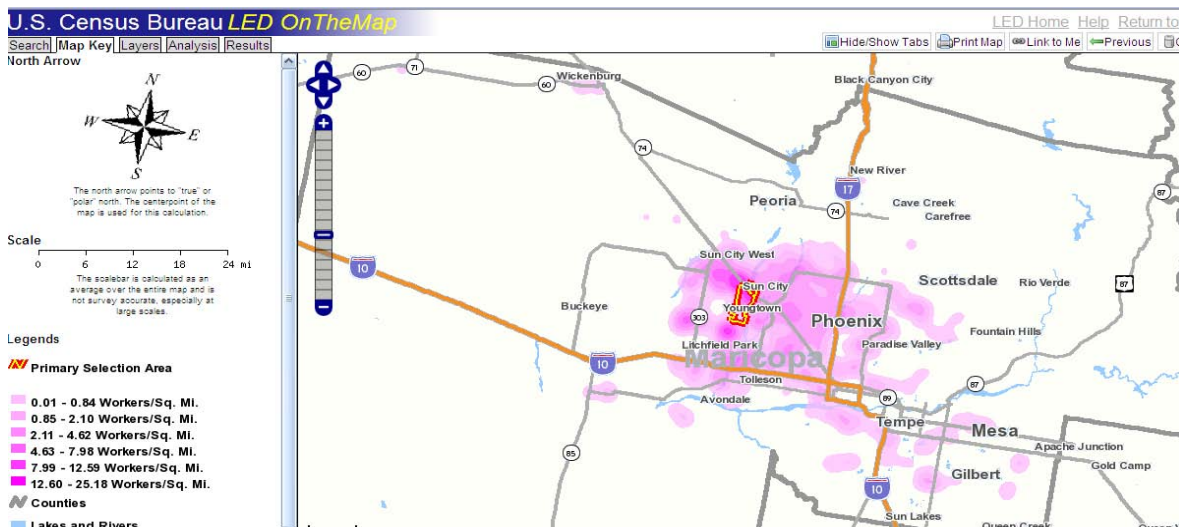 U.S. Census Bureau LED OnTheMap
LED Home Help Return to
Search Map Key Layers Analysis Results
Hide/Show Tabs Print Map Link to Me Previous
North Arrow
N
W E
S
The north arrow points to "true" or
"polar" north. The centerpoint of the
map is used for this calculation.
Scale
0 6 12 18 24 mi
The scalebar is calculated as an
average over the entire map and is
not survey accurate, especially at
large scales.
Legends
Primary Selection Area
0.01 - 0.84 Workers/Sq. Mi.
0.85 - 2.10 Workers/Sq. Mi.
2.11 - 4.62 Workers/Sq. Mi.
4.63 - 7.98 Workers/Sq. Mi.
7.99 - 12.59 Workers/Sq. Mi.
12.60 - 25.18 Workers/Sq. Mi.
Counties
Lakes and Rivers
60 71
Wickenburg
60
Black Canyon City
74
New River
17
87
Peoria
74
Cave Creek
Carefree
Sun City West
10
Scottsdale
Rio Verde
87
Sun City
Buckeye
303
Youngtown
Phoenix
Fountain Hills
Litchfield Park
Paradise Valley
Maricopa
10
10
Tolleson
87
Avondale
89
Tempe
Mesa
Apache Junction
85
Gilbert
Gold Camp
10
Sun Lakes
Queen Creek